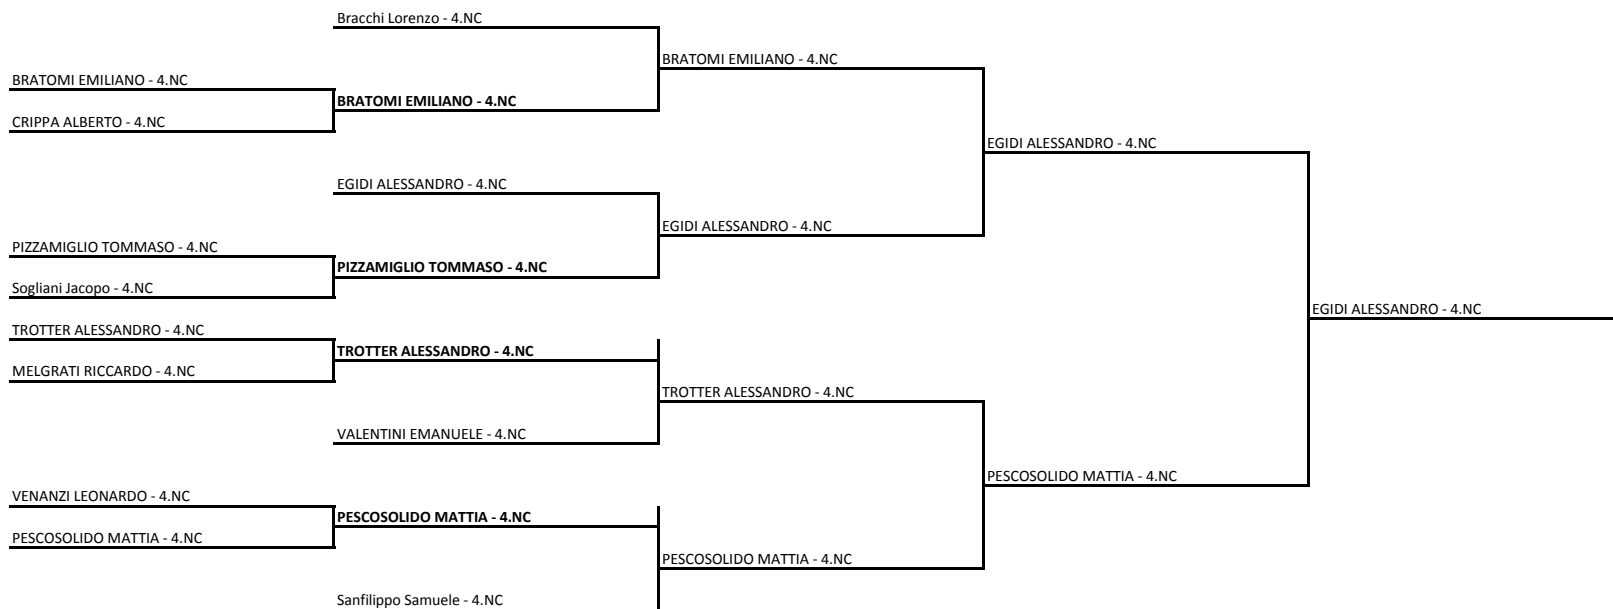 Bracchi Lorenzo - 4.NC
BRATOMI EMILIANO - 4.NC
BRATOMI EMILIANO - 4.NC
BRATOMI EMILIANO - 4.NC
CRIPPA ALBERTO - 4.NC
EGIDI ALESSANDRO - 4.NC
EGIDI ALESSANDRO - 4.NC
EGIDI ALESSANDRO - 4.NC
PIZZAMIGLIO TOMMASO - 4.NC
PIZZAMIGLIO TOMMASO - 4.NC
Sogliani Jacopo - 4.NC
EGIDI ALESSANDRO - 4.NC
TROTTER ALESSANDRO - 4.NC
TROTTER ALESSANDRO - 4.NC
MELGRATI RICCARDO - 4.NC
TROTTER ALESSANDRO - 4.NC
VALENTINI EMANUELE - 4.NC
PESCOSOLIDO MATTIA - 4.NC
VENANZI LEONARDO - 4.NC
PESCOSOLIDO MATTIA - 4.NC
PESCOSOLIDO MATTIA - 4.NC
PESCOSOLIDO MATTIA - 4.NC
Sanfilippo Samuele - 4.NC